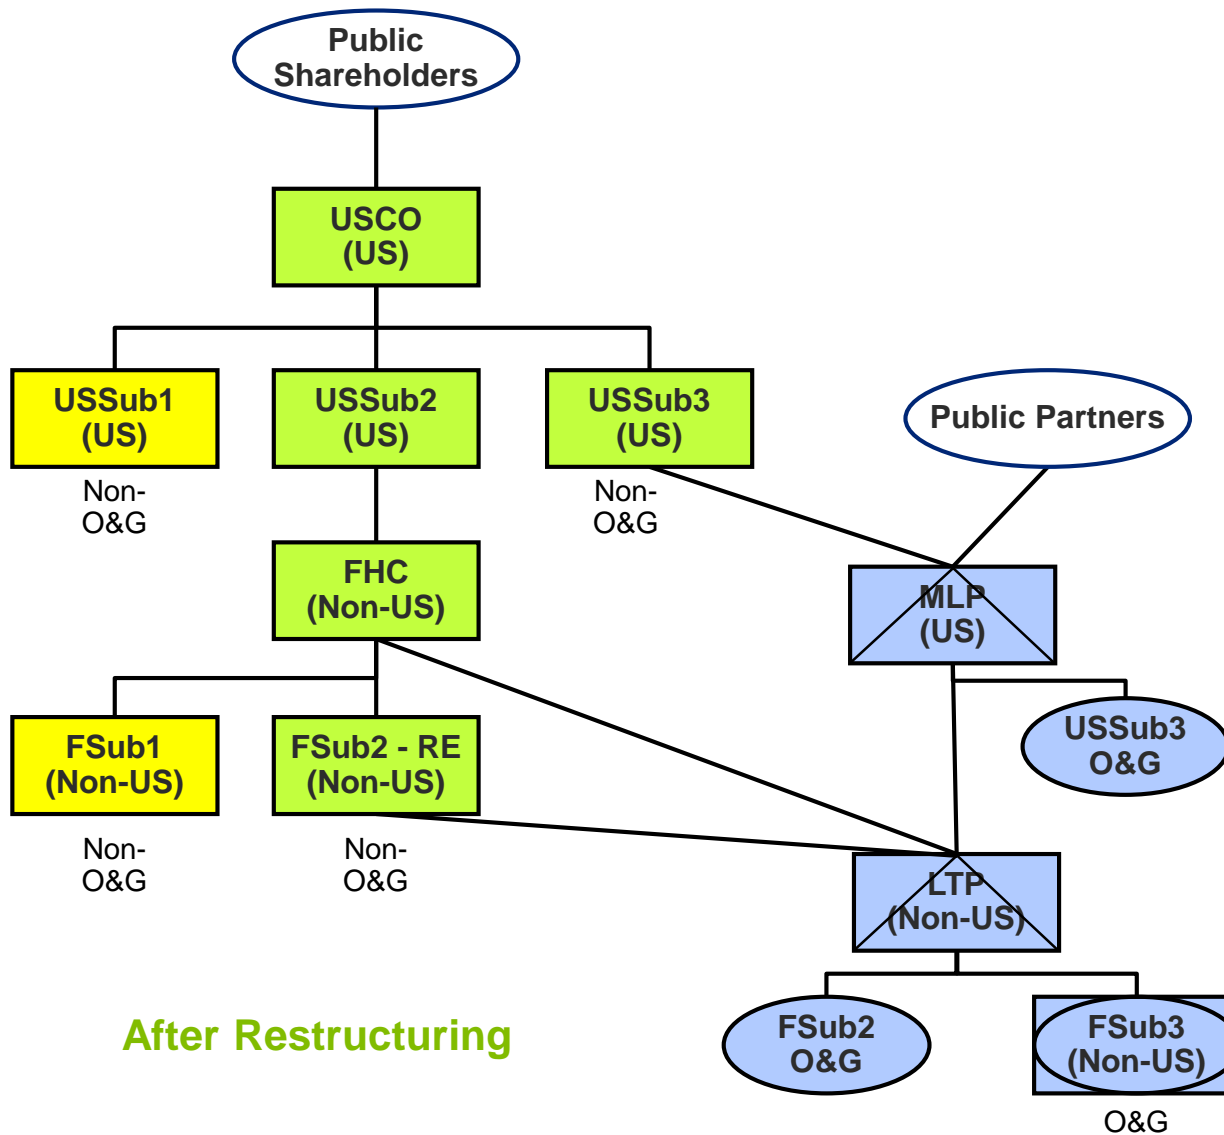 Public
Shareholders
USCO
(US)
USSub1
(US)
USSub2
(US)
USSub3
(US)
Public Partners
Non-
O&G
Non-
O&G
FHC
(Non-US)
MLP
(US)
USSub3
O&G
FSub1
(Non-US)
FSub2 - RE
(Non-US)
Non-
O&G
Non-
O&G
LTP
(Non-US)
After Restructuring
FSub2
O&G
FSub3
(Non-US)
O&G